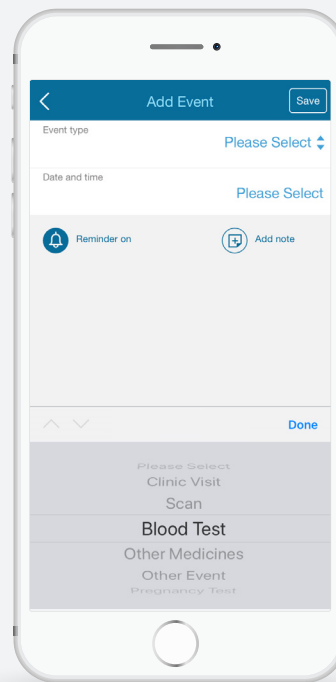 Add Event
Save
Event type
Please Select
Date and time
Please Select
Reminder on
Add note
Done
Please Select
Clinic Visit
Scan
Blood Test
Other Medicines
Other Event
Pregnancy Test